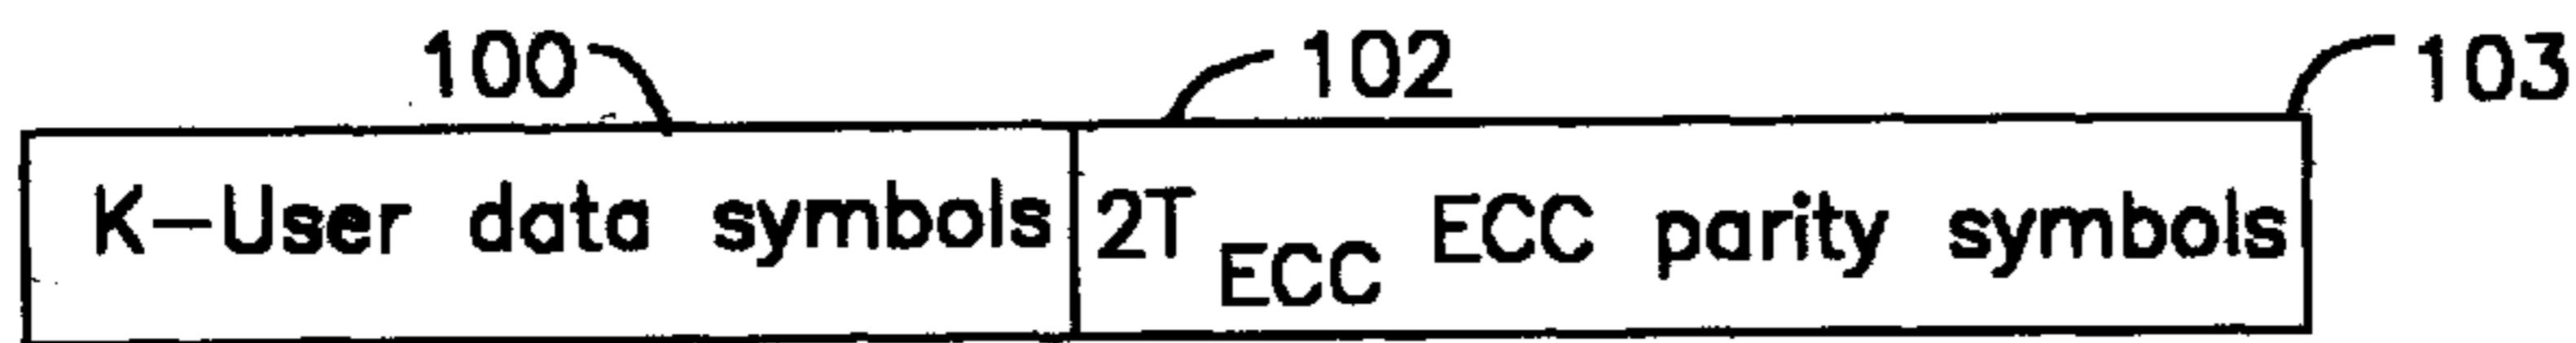 100 102 103
K-User data symbols 2T ECC ECC parity symbols